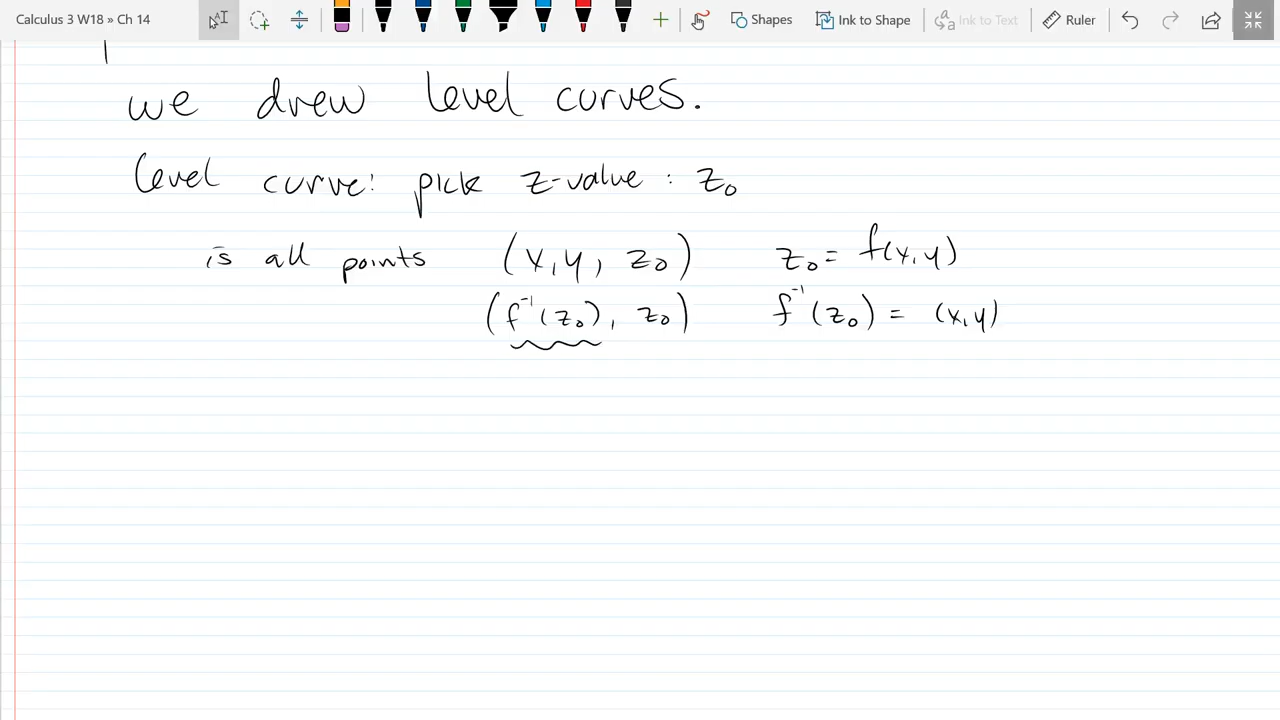 Calculus 3 W18 » Ch 14
Shapes Ink to Shape Ink to Text Ruler
we drew level curves.
level curve: pick z-value : z₀
is all points (x,y, z₀) z₀ = f(x,y)
(f⁻¹(z₀), z₀) f⁻¹(z₀) = (x,y)